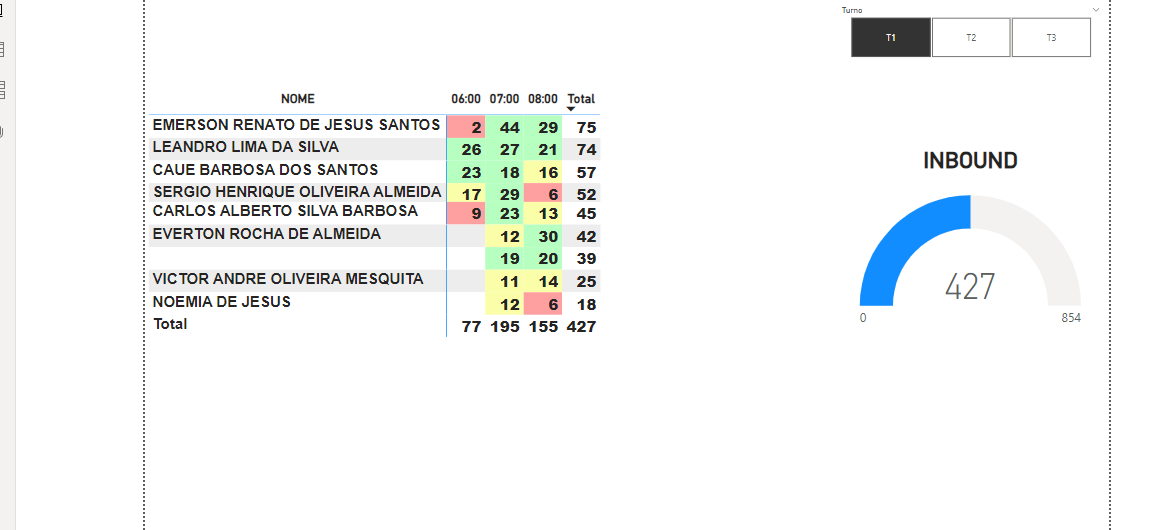 Turno
T1 T2 T3
NOME 06:00 07:00 08:00 Total
EMERSON RENATO DE JESUS SANTOS 2 44 29 75
LEANDRO LIMA DA SILVA 26 27 21 74
CAUE BARBOSA DOS SANTOS 23 18 16 57
SERGIO HENRIQUE OLIVEIRA ALMEIDA 17 29 6 52
CARLOS ALBERTO SILVA BARBOSA 9 23 13 45
EVERTON ROCHA DE ALMEIDA 12 30 42
19 20 39
VICTOR ANDRE OLIVEIRA MESQUITA 11 14 25
NOEMIA DE JESUS 12 6 18
Total 77 195 155 427
INBOUND
427
0 854